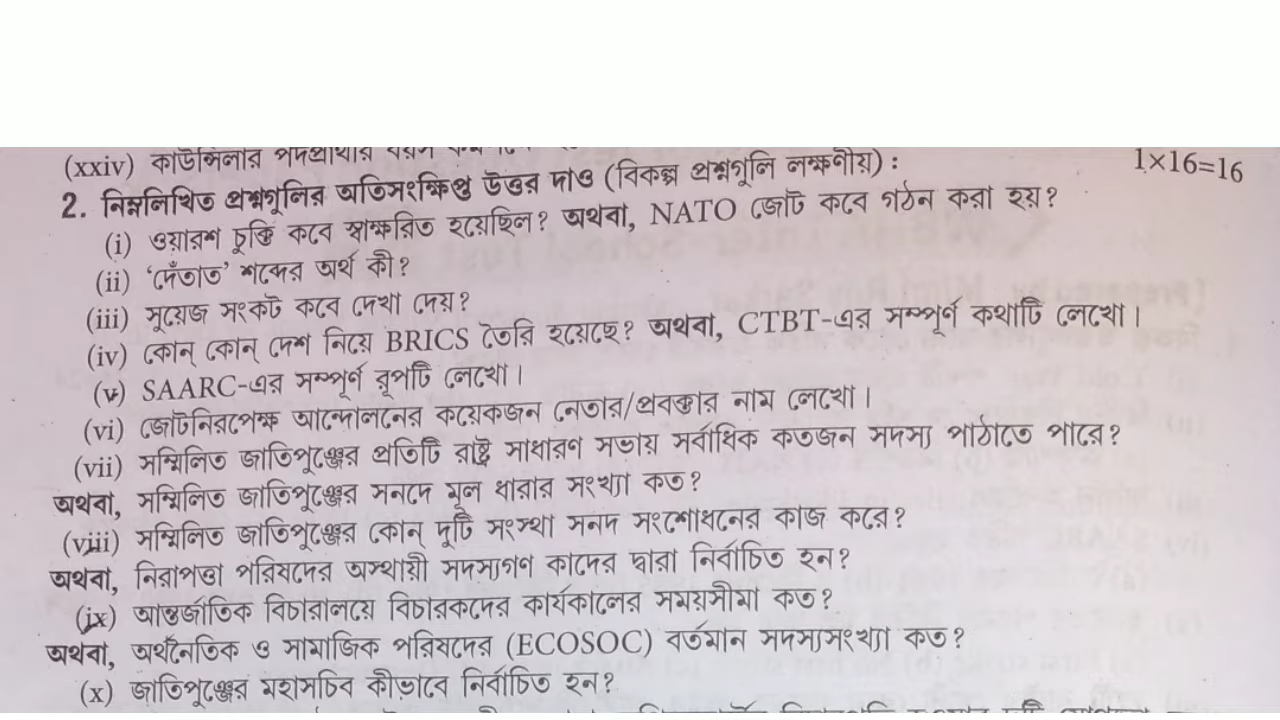 (xxiv) কাউন্সিলার পদপ্রার্থীর বয়স
1×16=16
2. নিম্নলিখিত প্রশ্নগুলির অতিসংক্ষিপ্ত উত্তর দাও (বিকল্প প্রশ্নগুলি লক্ষণীয়) :
(i) ওয়ারশ চুক্তি কবে স্বাক্ষরিত হয়েছিল? অথবা, NATO জোট কবে গঠন করা হয়?
(ii) ‘দেঁতাত’ শব্দের অর্থ কী?
(iii) সুয়েজ সংকট কবে দেখা দেয়?
(iv) কোন্ কোন্ দেশ নিয়ে BRICS তৈরি হয়েছে? অথবা, CTBT-এর সম্পূর্ণ কথাটি লেখো।
(v) SAARC-এর সম্পূর্ণ রূপটি লেখো।
(vi) জোটনিরপেক্ষ আন্দোলনের কয়েকজন নেতার/প্রবক্তার নাম লেখো।
(vii) সম্মিলিত জাতিপুঞ্জের প্রতিটি রাষ্ট্র সাধারণ সভায় সর্বাধিক কতজন সদস্য পাঠাতে পারে?
অথবা, সম্মিলিত জাতিপুঞ্জের সনদে মূল ধারার সংখ্যা কত?
(viii) সম্মিলিত জাতিপুঞ্জের কোন্ দুটি সংস্থা সনদ সংশোধনের কাজ করে?
অথবা, নিরাপত্তা পরিষদের অস্থায়ী সদস্যগণ কাদের দ্বারা নির্বাচিত হন?
(ix) আন্তর্জাতিক বিচারালয়ে বিচারকদের কার্যকালের সময়সীমা কত?
অথবা, অর্থনৈতিক ও সামাজিক পরিষদের (ECOSOC) বর্তমান সদস্যসংখ্যা কত?
(x) জাতিপুঞ্জের মহাসচিব কীভাবে নির্বাচিত হন?